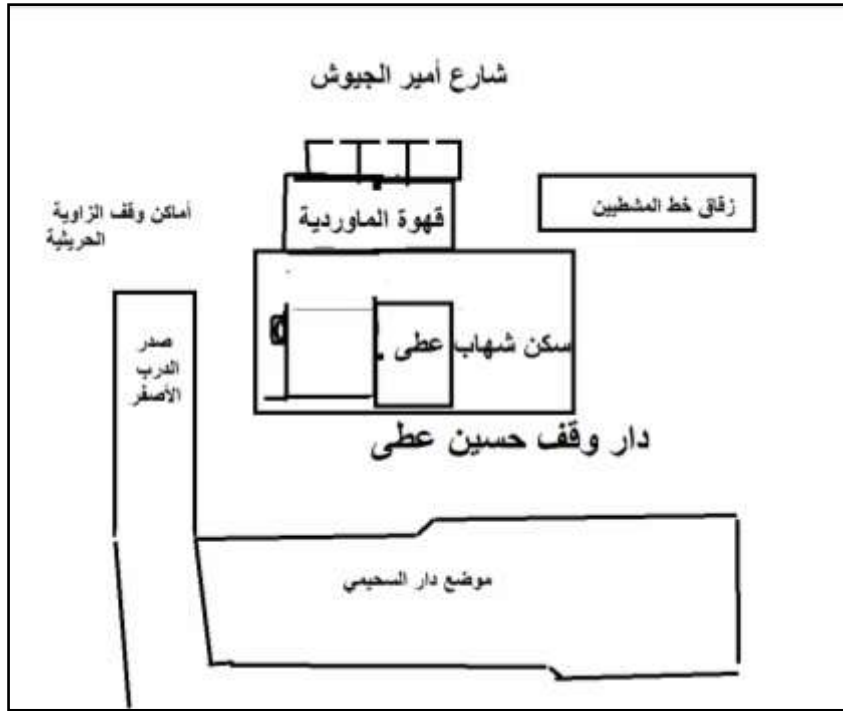 شارع أمير الجيوش
زقاق خط المشطيين
أماكن وقف الزاوية
الحريثية
قهوة الماوردية
سكن شهاب عطى
صدر
الدرب
الأصفر
دار وقف حسين عطى
موضع دار السحيمي